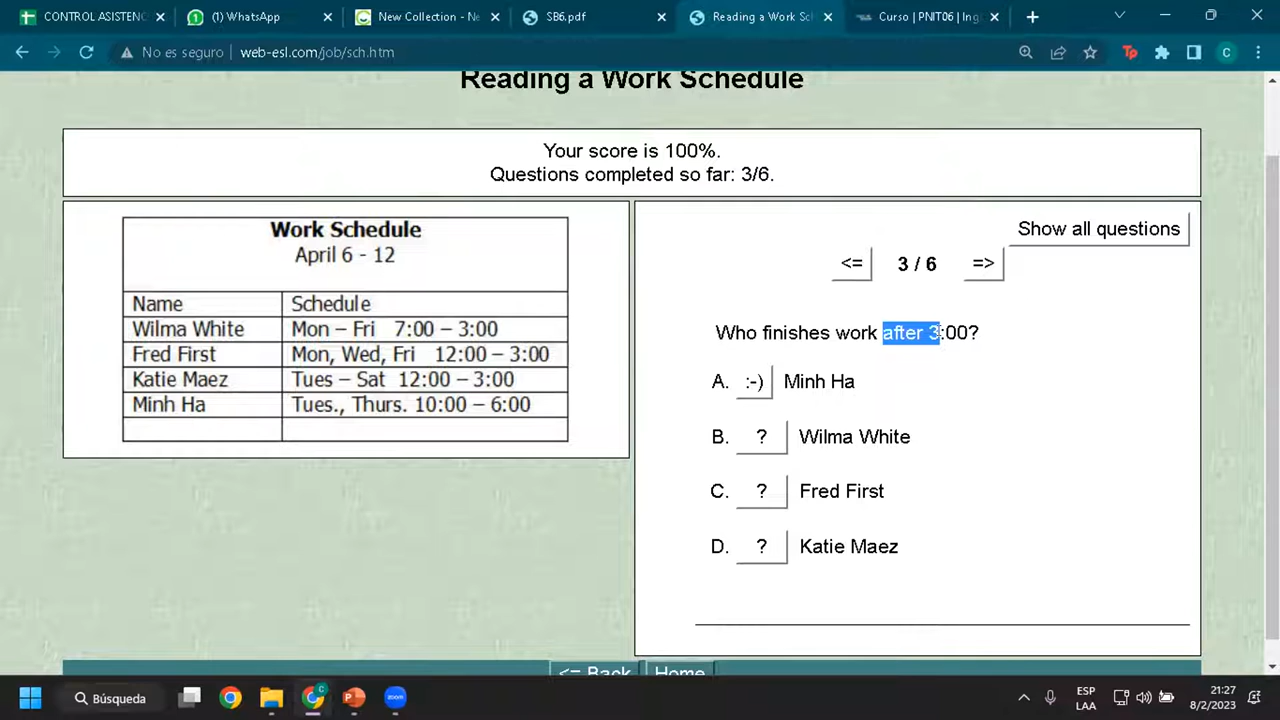 CONTROL ASISTENC
(1) WhatsApp
New Collection - Ne
SB6.pdf
Reading a Work Sc
Curso | PNIT06 | Ing
No es seguro | web-esl.com/job/sch.htm
Reading a Work Schedule
Your score is 100%.
Questions completed so far: 3/6.
Work Schedule
April 6 - 12
Name Schedule
Wilma White Mon – Fri 7:00 – 3:00
Fred First Mon, Wed, Fri 12:00 – 3:00
Katie Maez Tues – Sat 12:00 – 3:00
Minh Ha Tues., Thurs. 10:00 – 6:00
Show all questions
<= 3 / 6 =>
Who finishes work after 3:00?
A. :-) Minh Ha
B. ? Wilma White
C. ? Fred First
D. ? Katie Maez
<= Back Home
Búsqueda
zoom
ESP
LAA
21:27
8/2/2023